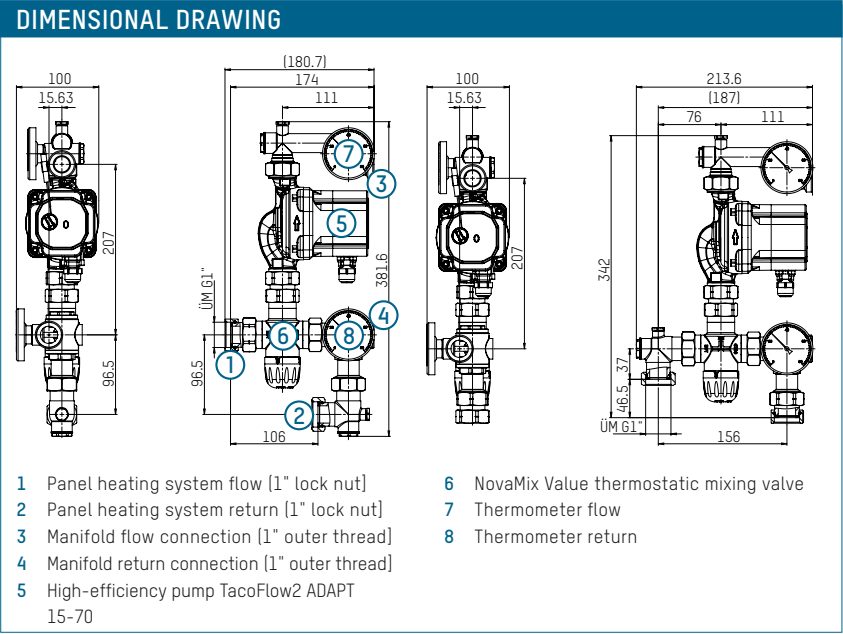 DIMENSIONAL DRAWING
100
15.63
207
96.5
(180.7)
174
111
7
3
5
381.6
ÜM G1"
4
6
8
1
96.5
2
106
100
15.63
207
213.6
(187)
76
111
342
37
46.5
ÜM G1"
156
1 Panel heating system flow [1" lock nut]
2 Panel heating system return [1" lock nut]
3 Manifold flow connection [1" outer thread]
4 Manifold return connection [1" outer thread]
5 High-efficiency pump TacoFlow2 ADAPT
15-70
6 NovaMix Value thermostatic mixing valve
7 Thermometer flow
8 Thermometer return